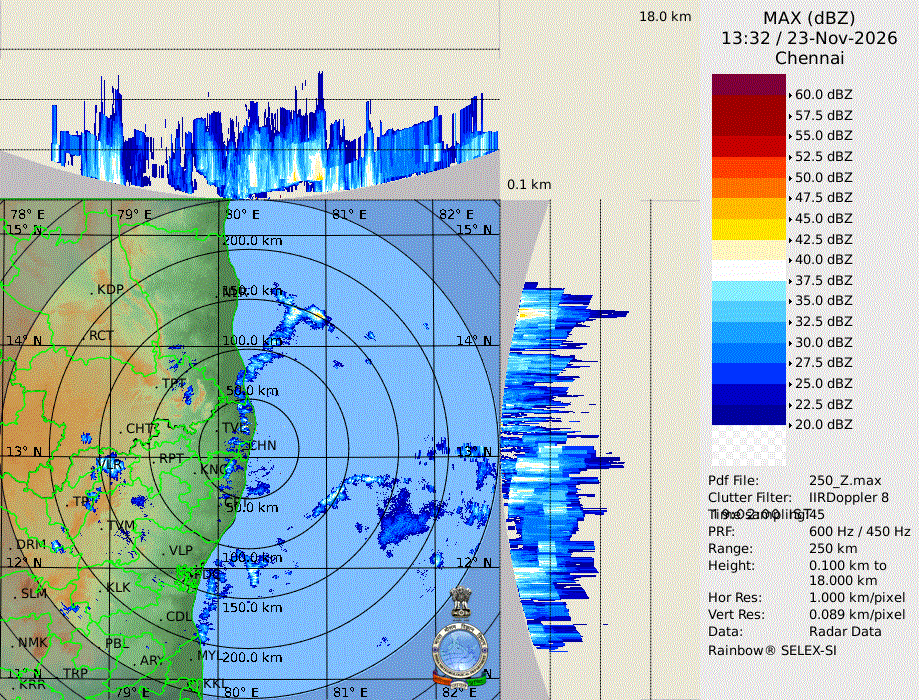 18.0 km
0.1 km
MAX (dBZ)
13:32 / 23-Nov-2026
Chennai
60.0 dBZ
57.5 dBZ
55.0 dBZ
52.5 dBZ
50.0 dBZ
47.5 dBZ
45.0 dBZ
42.5 dBZ
40.0 dBZ
37.5 dBZ
35.0 dBZ
32.5 dBZ
30.0 dBZ
27.5 dBZ
25.0 dBZ
22.5 dBZ
20.0 dBZ
78° E 79° E 80° E 81° E 82° E
15° N 15° N
200.0 km
KDP 150.0 km
RCT 100.0 km
14° N 14° N
TPT 50.0 km
CHT CHN
13° N 13° N
VLR RPT
50.0 km
TVM
DRM VLP 100.0 km
12° N 12° N
SLM KLK 150.0 km
CDL
NMK PBL
ARY MYL 200.0 km
TRP
KRR KKL
79° E 80° E 81° E 82° E
Pdf File: 250_Z.max
Clutter Filter: IIRDoppler 8
Time sampling: 45
PRF: 600 Hz / 450 Hz
Range: 250 km
Height: 0.100 km to
18.000 km
Hor Res: 1.000 km/pixel
Vert Res: 0.089 km/pixel
Data: Radar Data
Rainbow® SELEX-SI